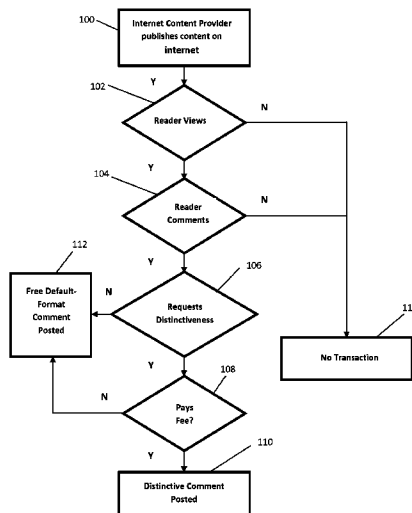 100
Internet Content Provider
publishes content on
internet
Y
102
Reader Views
N
Y
104
Reader
Comments
N
112
Y
106
Free Default-
Format
Comment
Posted
N
Requests
Distinctiveness
11
No Transaction
Y
108
N
Pays
Fee?
Y
110
Distinctive Comment
Posted